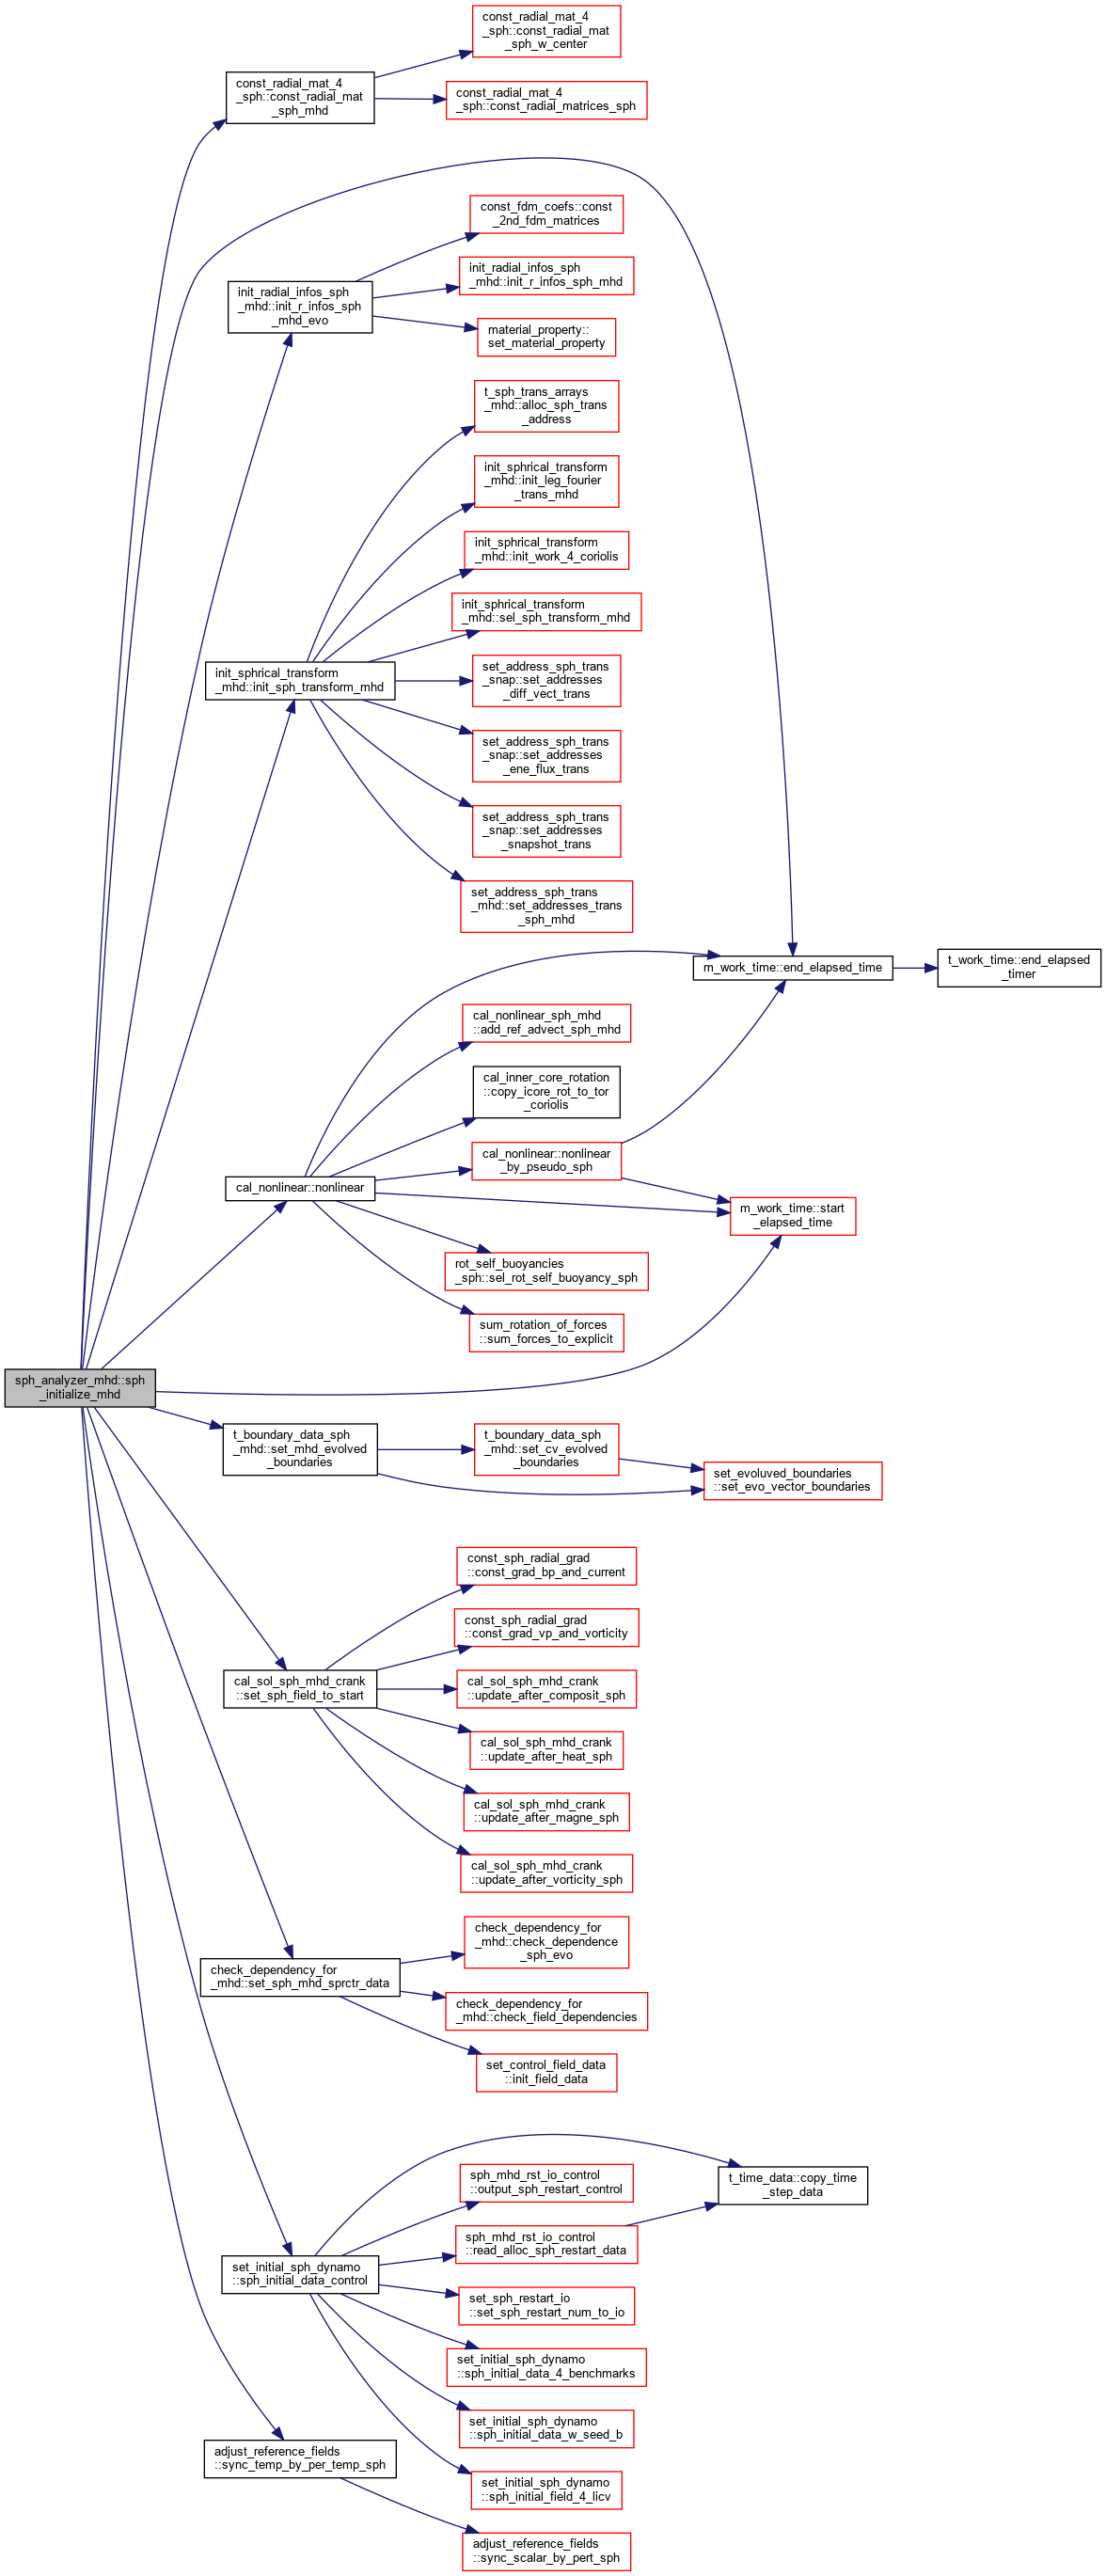 const_radial_mat_4
_sph::const_radial_mat
_sph_w_center
const_radial_mat_4
_sph::const_radial_mat
_sph_mhd
const_radial_mat_4
_sph::const_radial_matrices_sph
const_fdm_coefs::const
_2nd_fdm_matrices
init_radial_infos_sph
_mhd::init_r_infos_sph_mhd
init_radial_infos_sph
_mhd::init_r_infos_sph
_mhd_evo
material_property::
set_material_property
t_sph_trans_arrays
_mhd::alloc_sph_trans
_address
init_sphrical_transform
_mhd::init_leg_fourier
_trans_mhd
init_sphrical_transform
_mhd::init_work_4_coriolis
init_sphrical_transform
_mhd::sel_sph_transform_mhd
init_sphrical_transform
_mhd::init_sph_transform_mhd
set_address_sph_trans
_snap::set_addresses
_diff_vect_trans
set_address_sph_trans
_snap::set_addresses
_ene_flux_trans
set_address_sph_trans
_snap::set_addresses
_snapshot_trans
set_address_sph_trans
_mhd::set_addresses_trans
_sph_mhd
m_work_time::end_elapsed_time
t_work_time::end_elapsed
_timer
cal_nonlinear_sph_mhd
::add_ref_advect_sph_mhd
cal_inner_core_rotation
::copy_icore_rot_to_tor
_coriolis
cal_nonlinear::nonlinear
_by_pseudo_sph
cal_nonlinear::nonlinear
m_work_time::start
_elapsed_time
rot_self_buoyancies
_sph::sel_rot_self_buoyancy_sph
sum_rotation_of_forces
::sum_forces_to_explicit
sph_analyzer_mhd::sph
_initialize_mhd
t_boundary_data_sph
_mhd::set_mhd_evolved
_boundaries
t_boundary_data_sph
_mhd::set_cv_evolved
_boundaries
set_evoluved_boundaries
::set_evo_vector_boundaries
const_sph_radial_grad
::const_grad_bp_and_current
const_sph_radial_grad
::const_grad_vp_and_vorticity
cal_sol_sph_mhd_crank
::set_sph_field_to_start
cal_sol_sph_mhd_crank
::update_after_composit_sph
cal_sol_sph_mhd_crank
::update_after_heat_sph
cal_sol_sph_mhd_crank
::update_after_magne_sph
cal_sol_sph_mhd_crank
::update_after_vorticity_sph
check_dependency_for
_mhd::check_dependence
_sph_evo
check_dependency_for
_mhd::set_sph_mhd_sprctr_data
check_dependency_for
_mhd::check_field_dependencies
set_control_field_data
::init_field_data
t_time_data::copy_time
_step_data
sph_mhd_rst_io_control
::output_sph_restart_control
sph_mhd_rst_io_control
::read_alloc_sph_restart_data
set_initial_sph_dynamo
::sph_initial_data_control
set_sph_restart_io
::set_sph_restart_num_to_io
set_initial_sph_dynamo
::sph_initial_data_4_benchmarks
set_initial_sph_dynamo
::sph_initial_data_w_seed_b
adjust_reference_fields
::sync_temp_by_per_temp_sph
set_initial_sph_dynamo
::sph_initial_field_4_licv
adjust_reference_fields
::sync_scalar_by_pert_sph